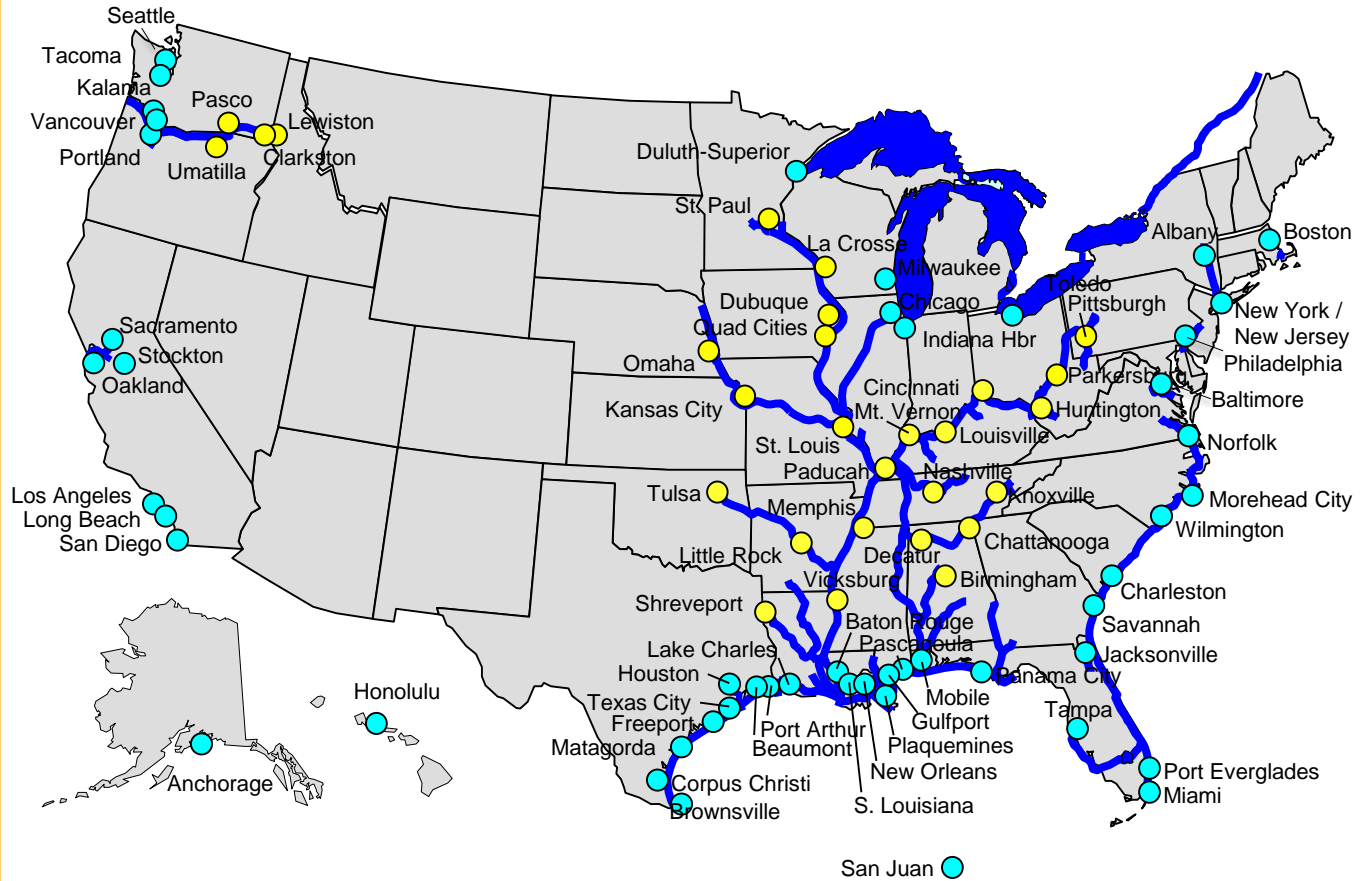 Seattle
Tacoma
Kalama
Pasco
Lewiston
Vancouver
Portland
Clarkston
Umatilla
Duluth-Superior
St. Paul
La Crosse
Milwaukee
Albany
Boston
Toledo
Pittsburgh
Dubuque
Chicago
Quad Cities
Indiana Hbr
New York /
New Jersey
Philadelphia
Sacramento
Stockton
Oakland
Omaha
Cincinnati
Parkersburg
Baltimore
Kansas City
Mt. Vernon
Huntington
St. Louis
Louisville
Norfolk
Paducah
Nashville
Los Angeles
Long Beach
San Diego
Tulsa
Memphis
Knoxville
Morehead City
Wilmington
Little Rock
Decatur
Chattanooga
Vicksburg
Birmingham
Charleston
Shreveport
Baton Rouge
Savannah
Pascagoula
Lake Charles
Jacksonville
Houston
Panama City
Honolulu
Texas City
Mobile
Tampa
Freeport
Port Arthur
Gulfport
Matagorda
Beaumont
Plaquemines
New Orleans
Port Everglades
Anchorage
Corpus Christi
Miami
Brownsville
S. Louisiana
San Juan